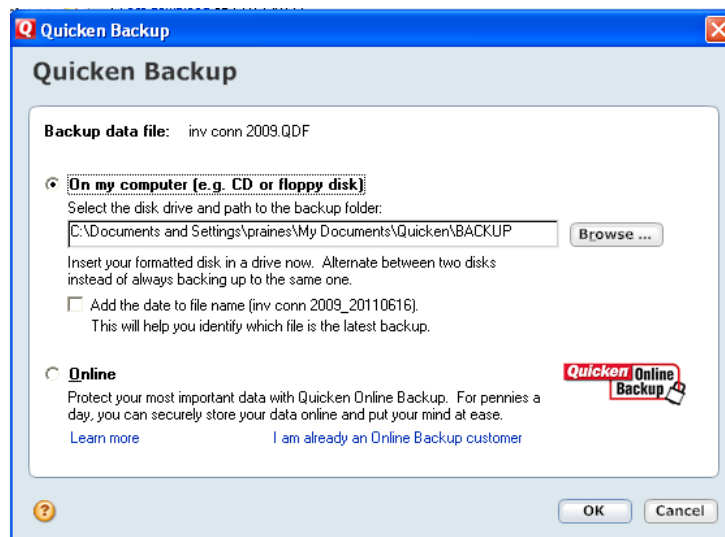 Quicken Backup
Quicken Backup
Backup data file: inv conn 2009.QDF
On my computer (e.g. CD or floppy disk)
Select the disk drive and path to the backup folder:
C:\Documents and Settings\praines\My Documents\Quicken\BACKUP
Browse ...
Insert your formatted disk in a drive now. Alternate between two disks
instead of always backing up to the same one.
Add the date to file name (inv conn 2009_20110616).
This will help you identify which file is the latest backup.
Online
Quicken Online
Backup
Protect your most important data with Quicken Online Backup. For pennies a
day, you can securely store your data online and put your mind at ease.
Learn more
I am already an Online Backup customer
OK
Cancel